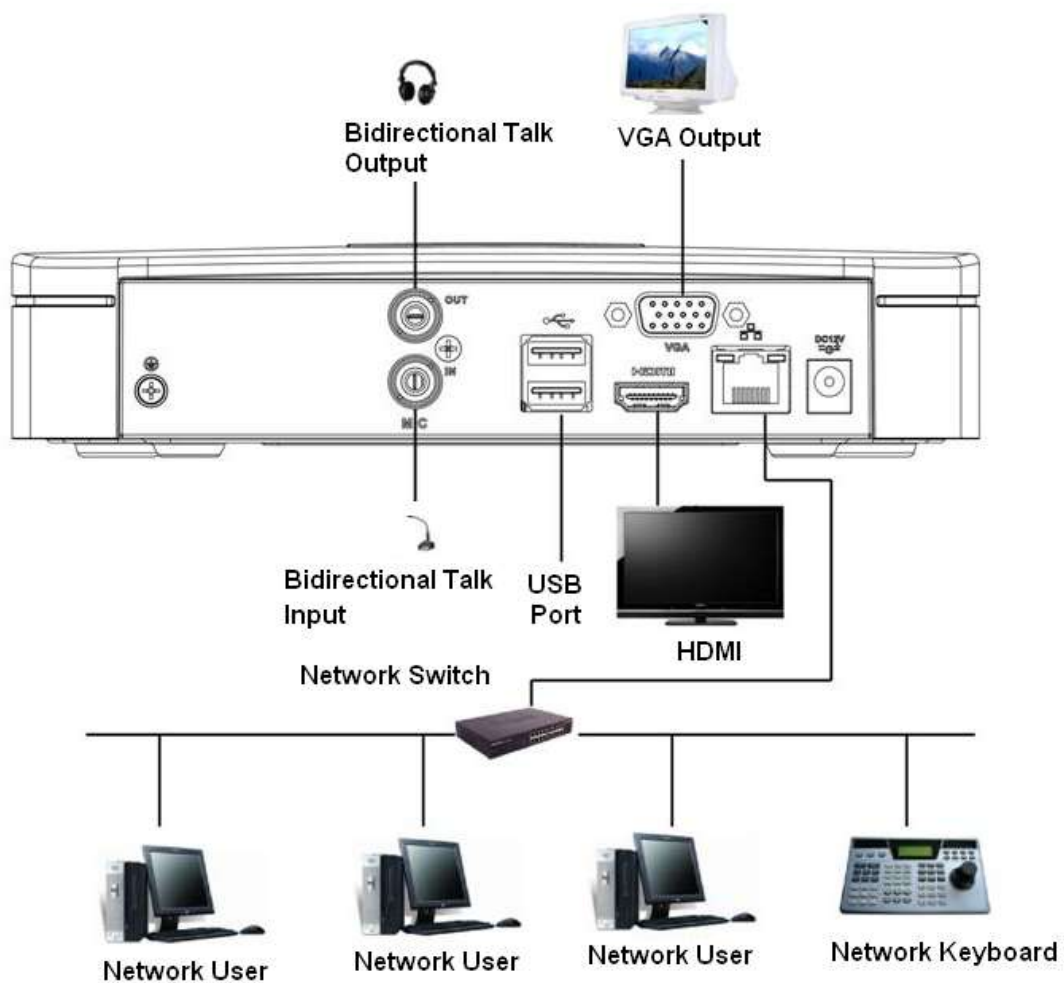 Bidirectional Talk
Output
VGA Output
OUT
VGA
DC12V
IN
HDMI
MIC
Bidirectional Talk
Input
USB
Port
HDMI
Network Switch
Network User
Network User
Network User
Network Keyboard